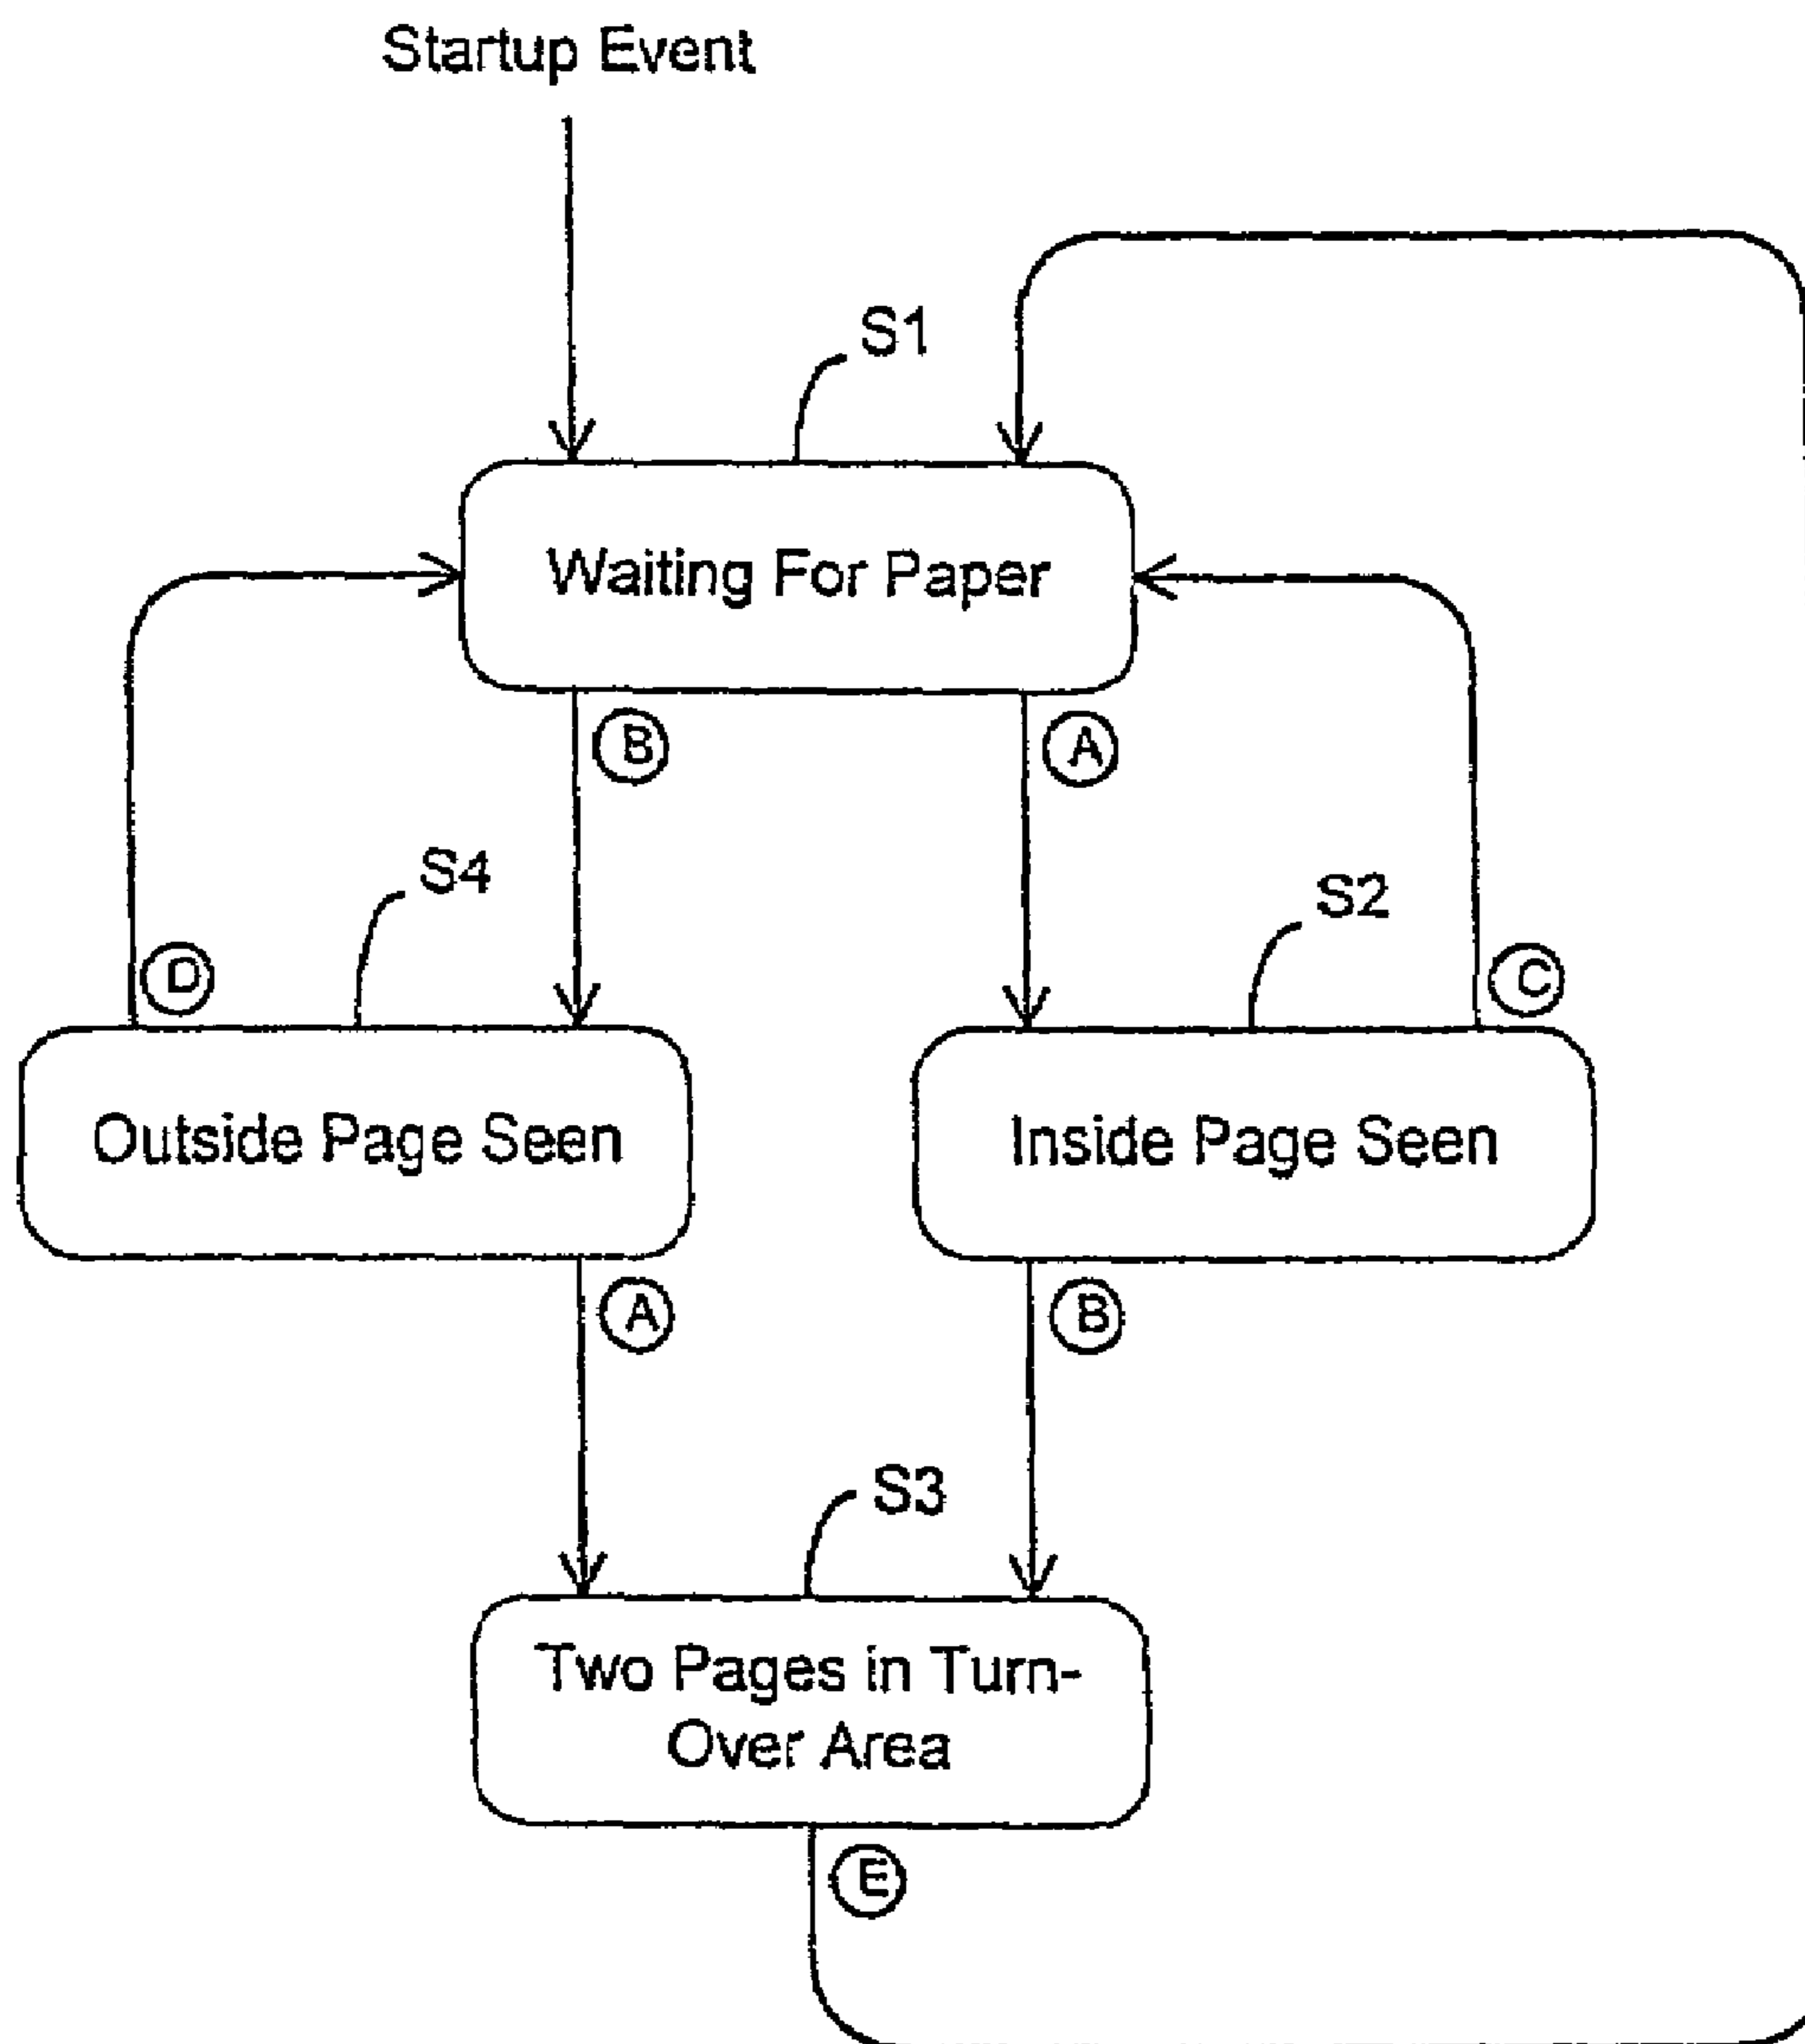 Startup Event
S1
Waiting For Paper
B
A
S4
S2
D
C
Outside Page Seen
Inside Page Seen
A
B
S3
Two Pages in Turn-
Over Area
E